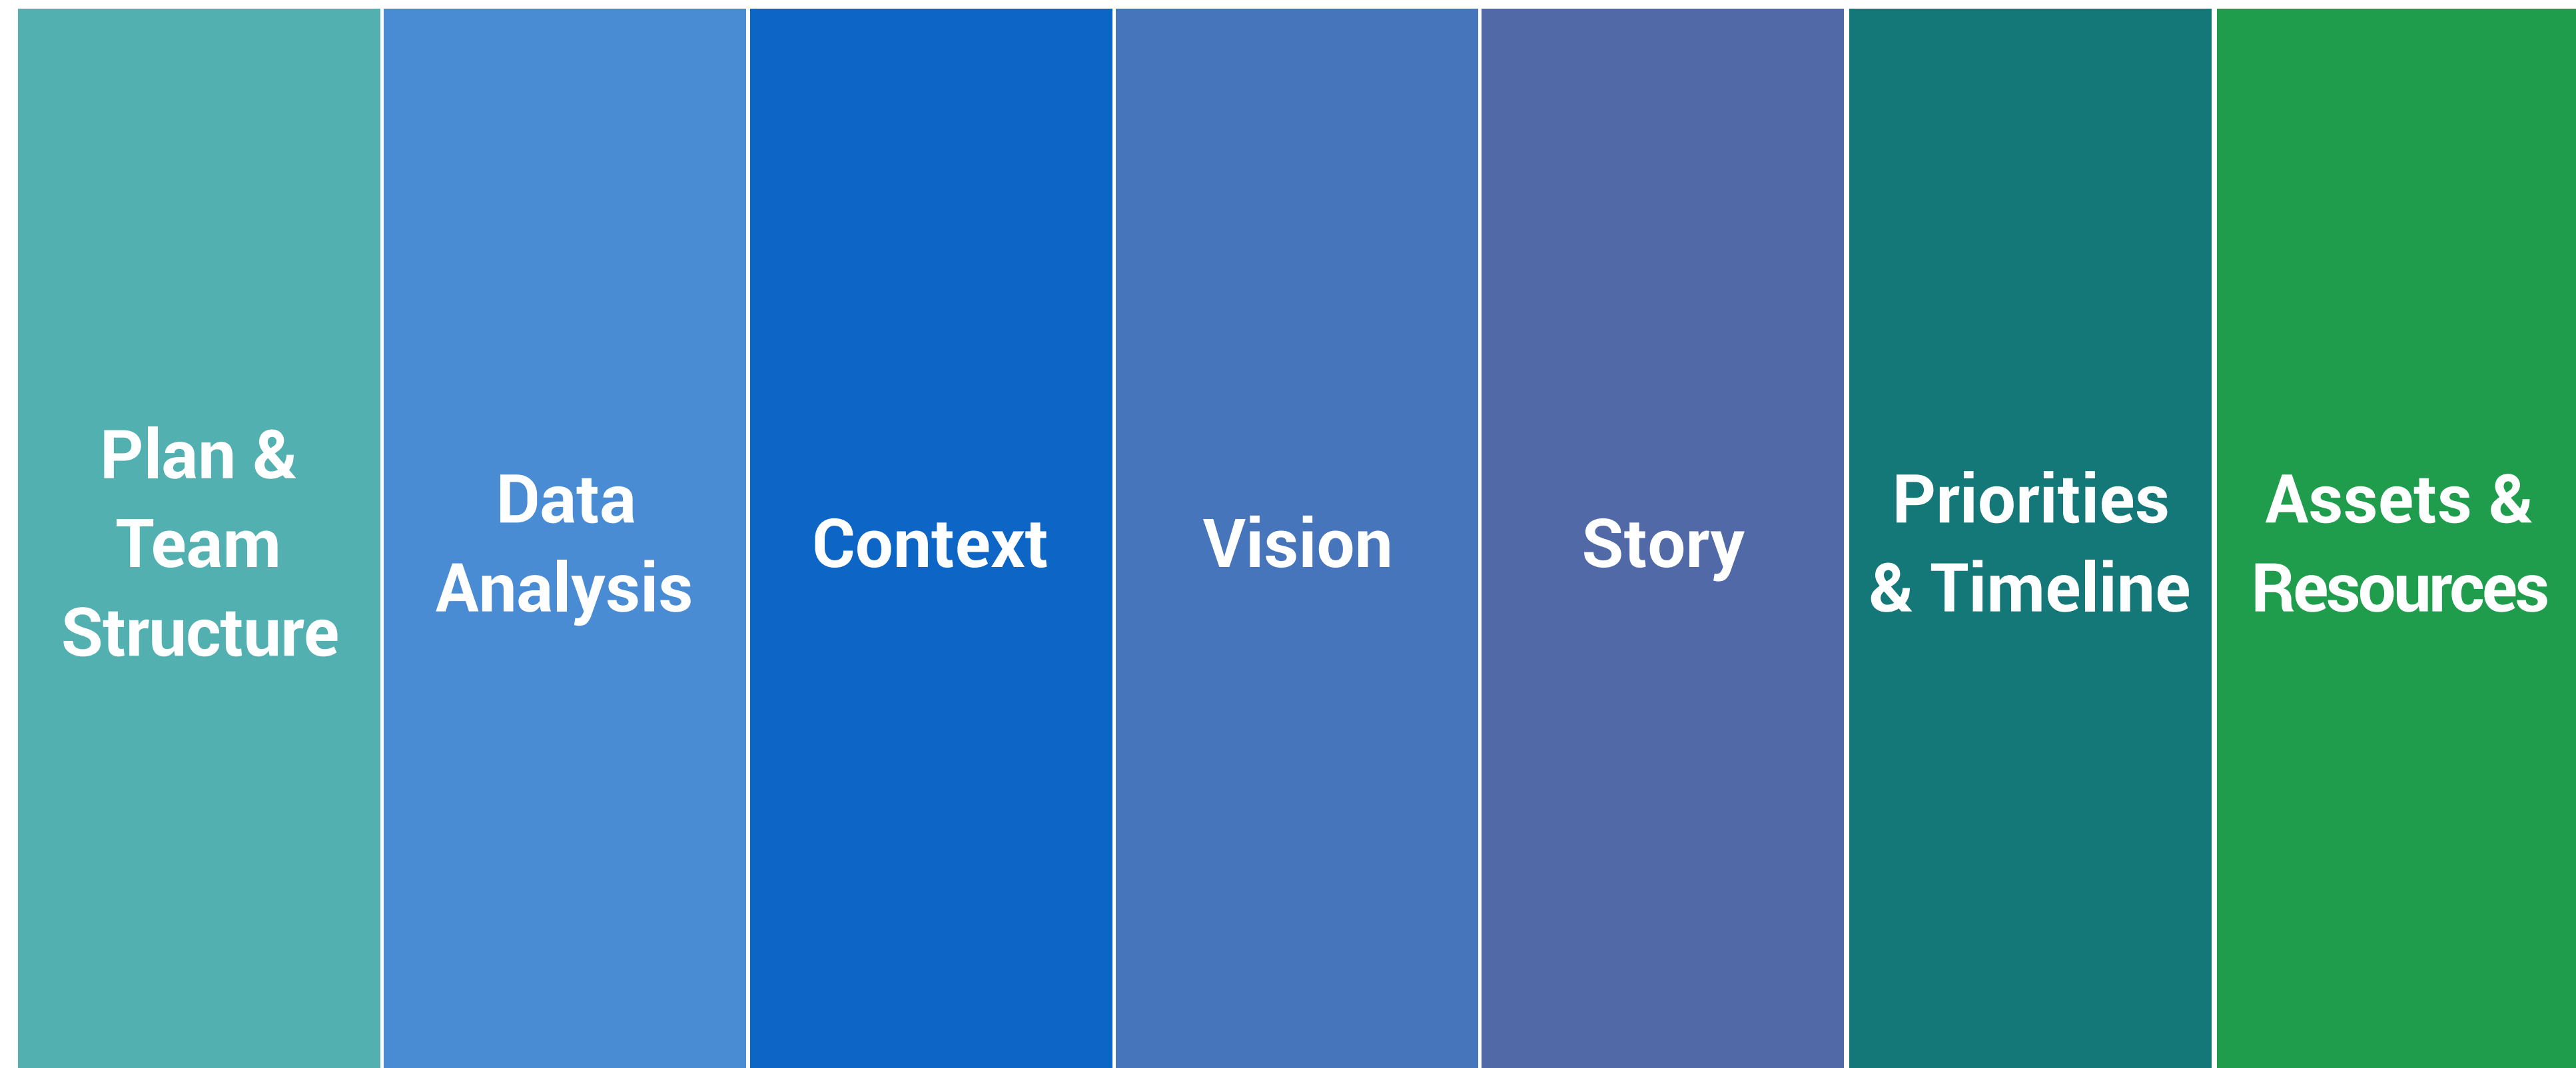 Plan &
Team
Structure
Data
Analysis
Context
Vision
Story
Priorities
& Timeline
Assets &
Resources